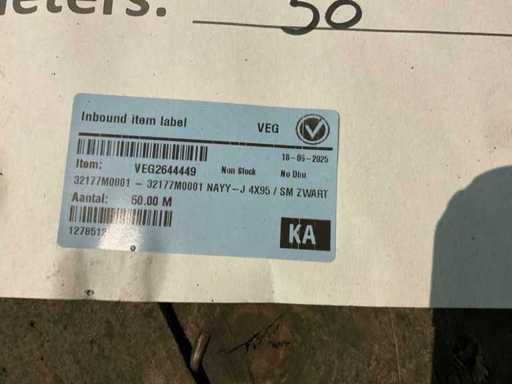 meters: 50
Inbound item label
VEG
18-06-2025
Item: VEG2644449 Non Stock No Dbu
32177M0001 - 32177M0001 NAYY-J 4X95 / SM ZWART
Aantal: 50.00 M
KA